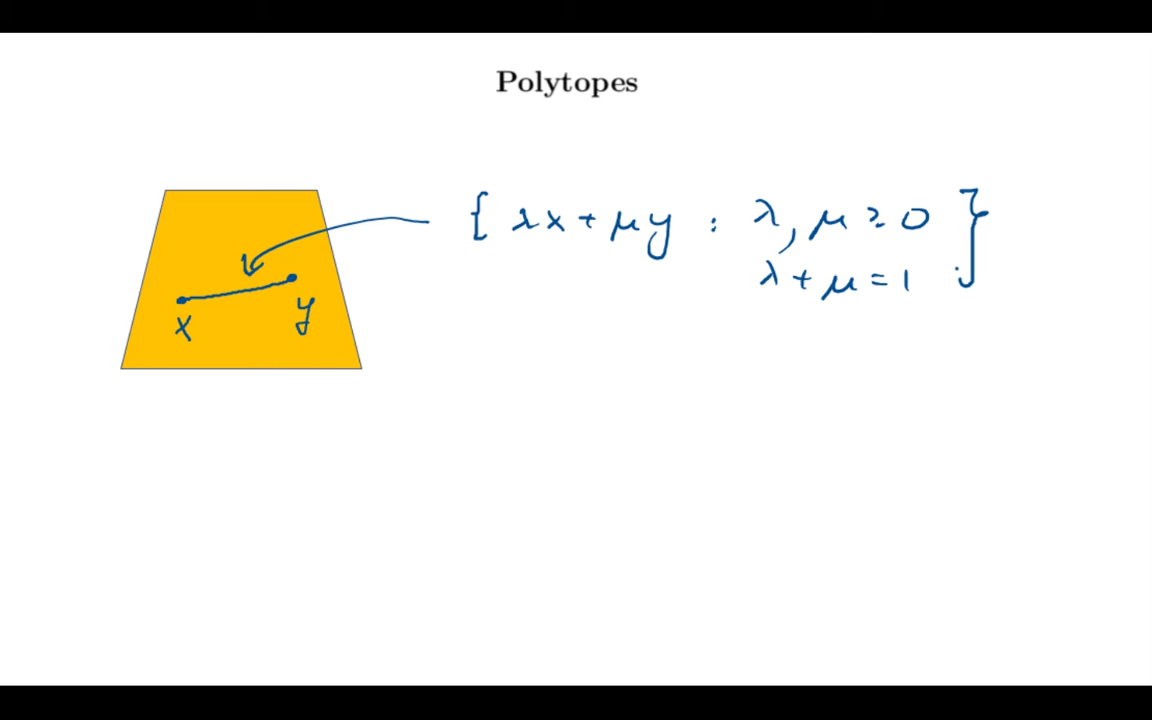 Polytopes
{ λx + μy : λ, μ ≥ 0 }
λ + μ = 1
x
y